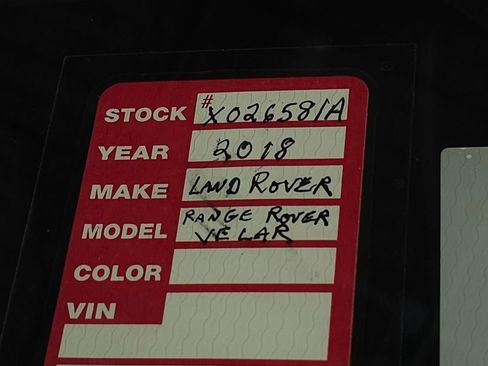 STOCK # X026581A
YEAR 2018
MAKE LAND ROVER
MODEL RANGE ROVER
VELAR
COLOR
VIN